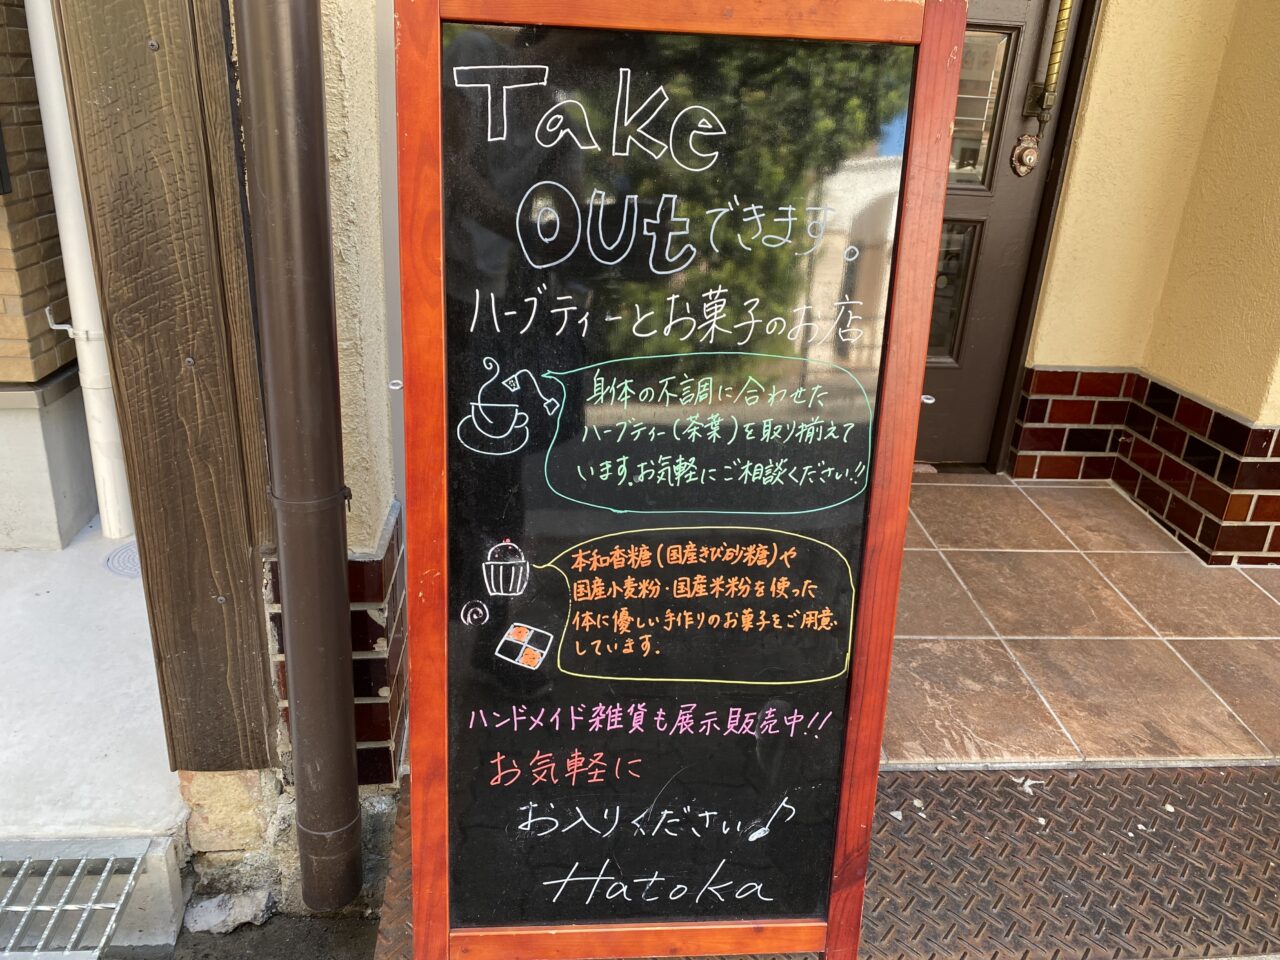 Take
Outできます。
ハーブティーとお菓子のお店
身体の不調に合わせた
ハーブティー(茶葉)を取り揃えて
います。お気軽にご相談ください!!
本和香糖(国産きび砂糖)や
国産小麦粉・国産米粉を使った
体に優しい手作りのお菓子をご用意
しています.
ハンドメイド雑貨も展示販売中!!
お気軽に
お入りください♪
Hatoka